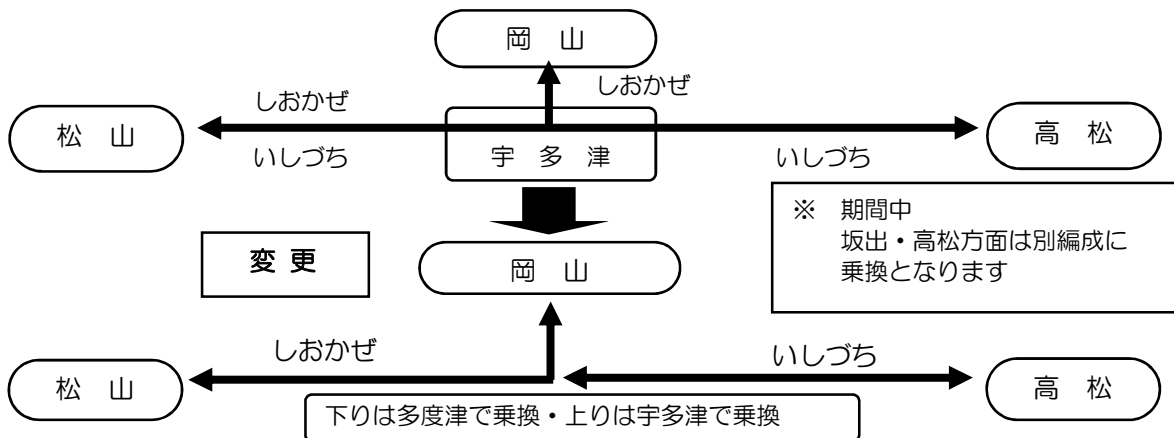 岡 山
しおかぜ
しおかぜ
松 山
高 松
いしづち
宇 多 津
いしづち
※ 期間中
坂出・高松方面は別編成に
乗換となります
変 更
岡 山
しおかぜ
いしづち
松 山
高 松
下りは多度津で乗換・上りは宇多津で乗換